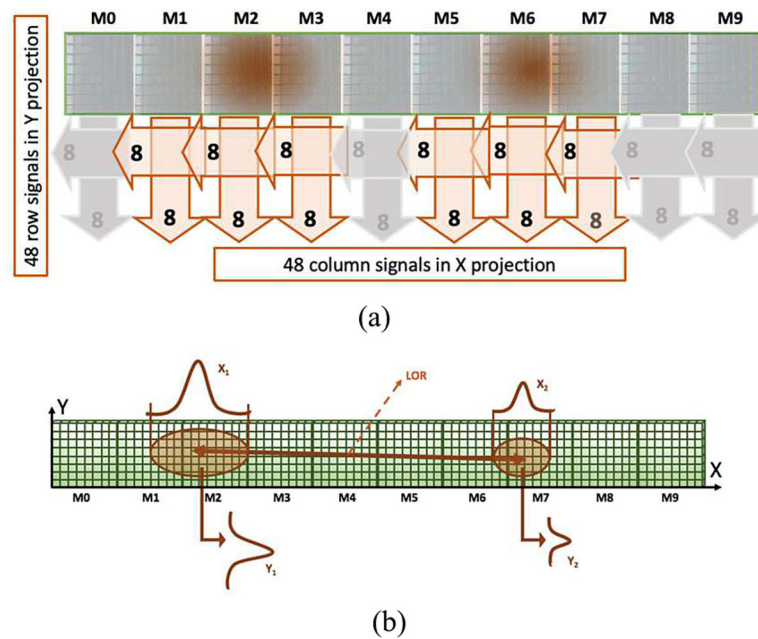 M0 M1 M2 M3 M4 M5 M6 M7 M8 M9
48 row signals in Y projection
8 8 8 8 8 8 8 8 8 8
8 8 8 8 8 8 8 8 8 8
48 column signals in X projection
(a)
X1 LOR X2
Y
X
M0 M1 M2 M3 M4 M5 M6 M7 M8 M9
Y1 Y2
(b)